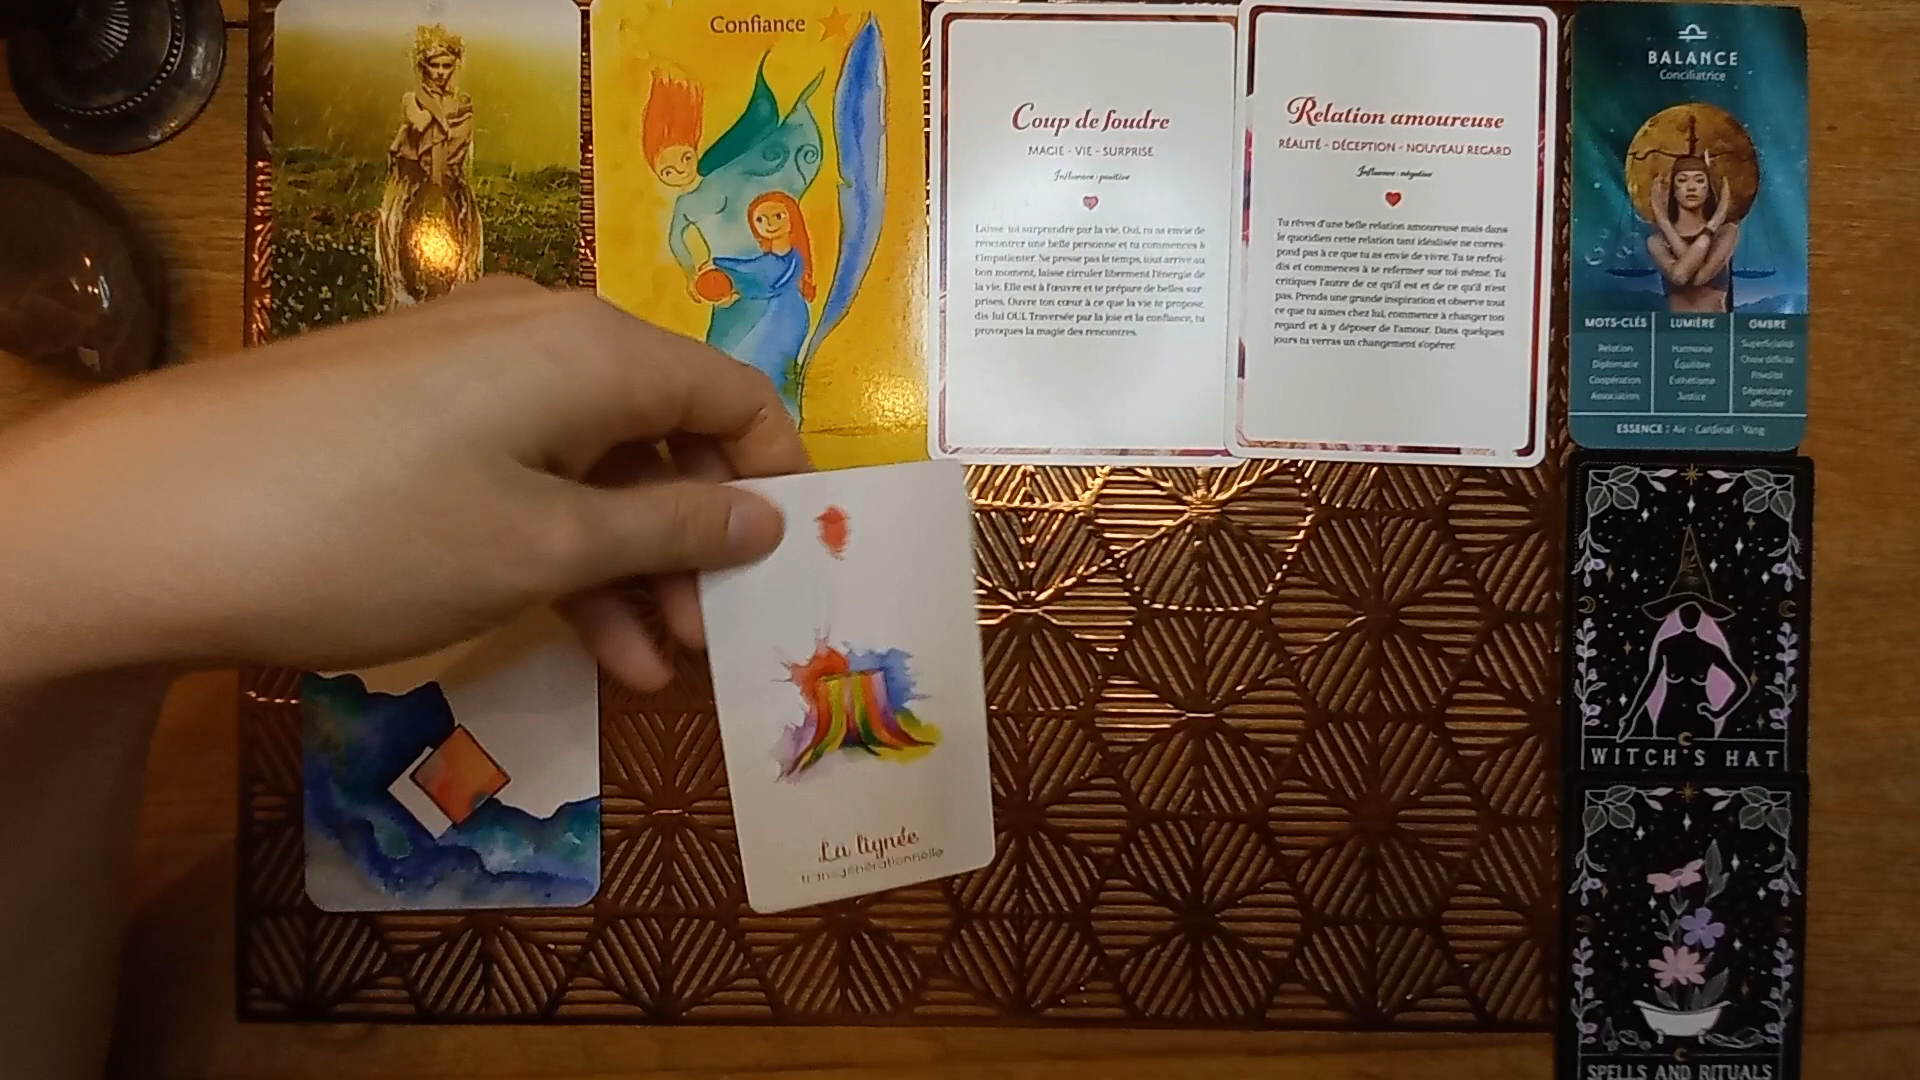 Confiance
Coup de foudre
MAGIE - VIE - SURPRISE
Influence : positive
Laisse-toi surprendre par la vie. Oui, tu as envie de
rencontrer une belle personne et tu commences à
t'impatienter. Ne presse pas le temps, tout arrive au
bon moment, laisse circuler librement l'énergie de
la vie. Elle est à l'œuvre et te prépare de belles sur-
prises. Ouvre ton cœur à ce que la vie te propose,
dis-lui OUI. Traversée par la joie et la confiance, tu
provoques la magie des rencontres.
Relation amoureuse
RÉALITÉ - DÉCEPTION - NOUVEAU REGARD
Influence : négative
Tu rêves d'une belle relation amoureuse mais dans
le quotidien cette relation tant idéalisée ne corres-
pond pas à ce que tu as envie de vivre. Tu te refroi-
dis et commences à te refermer sur toi-même. Tu
critiques l'autre de ce qu'il est et de ce qu'il n'est
pas. Prends une grande inspiration et observe tout
ce que tu aimes chez lui, commence à changer ton
regard et à y déposer de l'amour. Dans quelques
jours tu verras un changement s'opérer.
BALANCE
Conciliatrice
MOTS-CLÉS
Relation
Diplomatie
Coopération
Association
LUMIÈRE
Harmonie
Équilibre
Esthétisme
Justice
OMBRE
Superficialité
Choix difficile
Rivalité
Dépendance
affective
ESSENCE : Air - Cardinal - Yang
WITCH'S HAT
La lignée
transgénérationnelle
SPELLS AND RITUALS